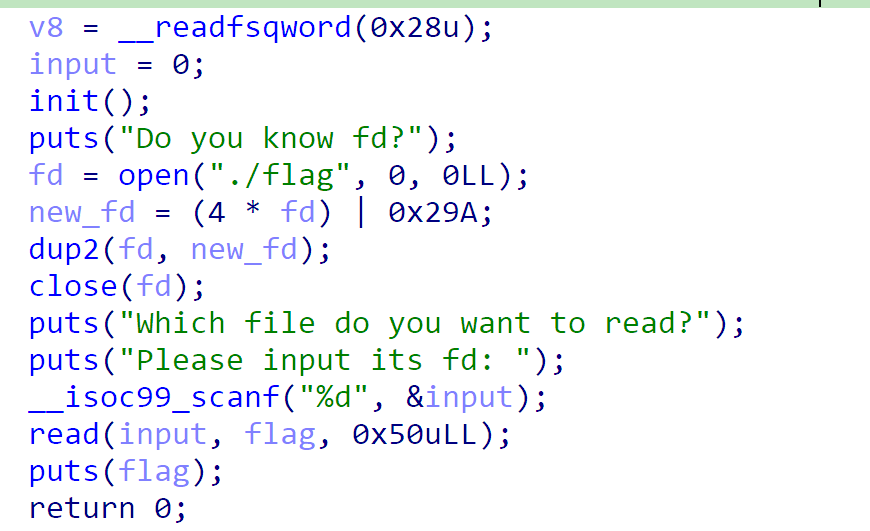 v8 = __readfsqword(0x28u);
input = 0;
init();
puts("Do you know fd?");
fd = open("./flag", 0, 0LL);
new_fd = (4 * fd) | 0x29A;
dup2(fd, new_fd);
close(fd);
puts("Which file do you want to read?");
puts("Please input its fd: ");
__isoc99_scanf("%d", &input);
read(input, flag, 0x50uLL);
puts(flag);
return 0;